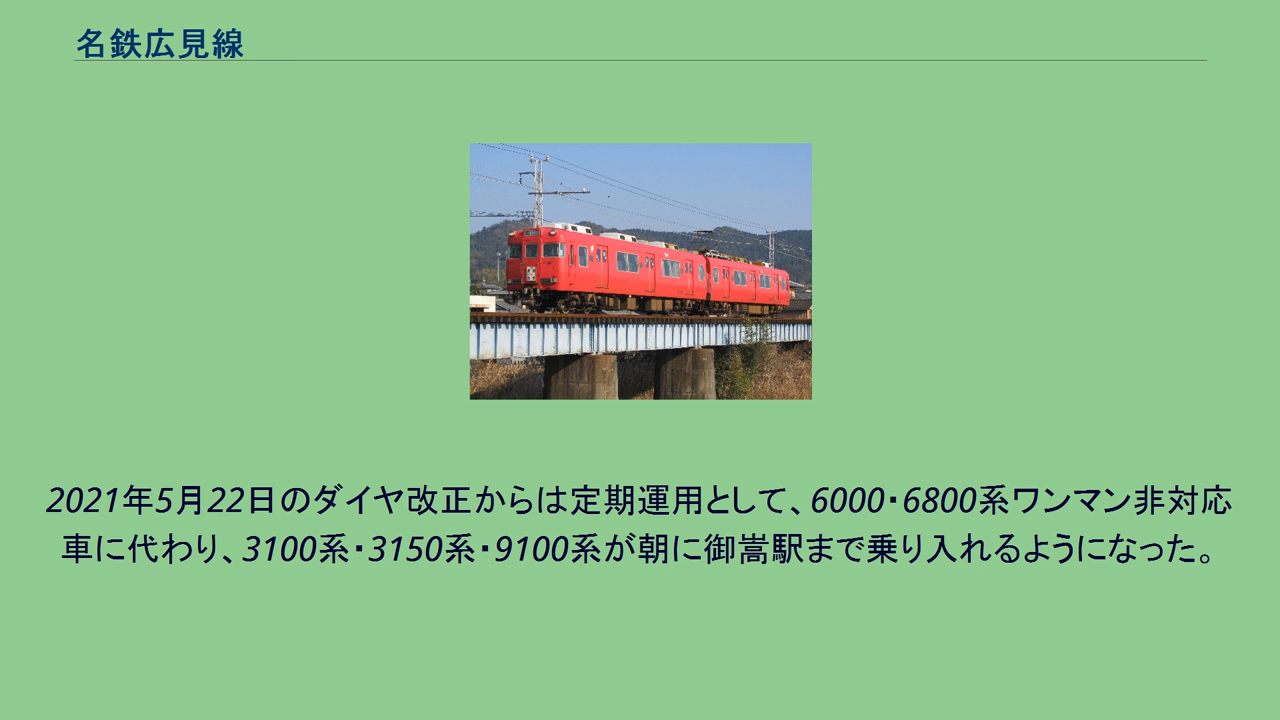 名鉄広見線
2021年5月22日のダイヤ改正からは定期運用として、6000・6800系ワンマン非対応
車に代わり、3100系・3150系・9100系が朝に御嵩駅まで乗り入れるようになった。